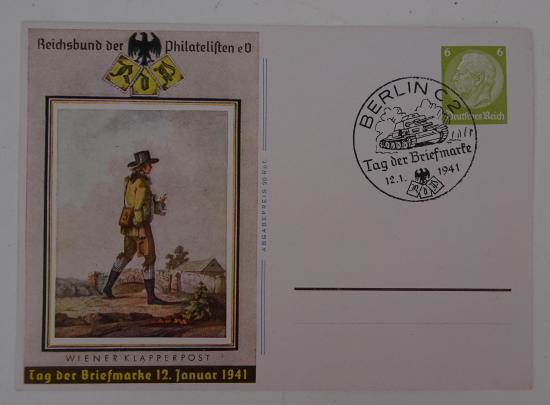 Reichsbund der Philatelisten e V
R d P
WIENER KLAPPERPOST
Tag der Briefmarke 12. Januar 1941
ABGABEPREIS 20 Rpf.
6 6
Deutsches Reich
BERLIN C2
Tag der Briefmarke
12.1. 1941
R d P